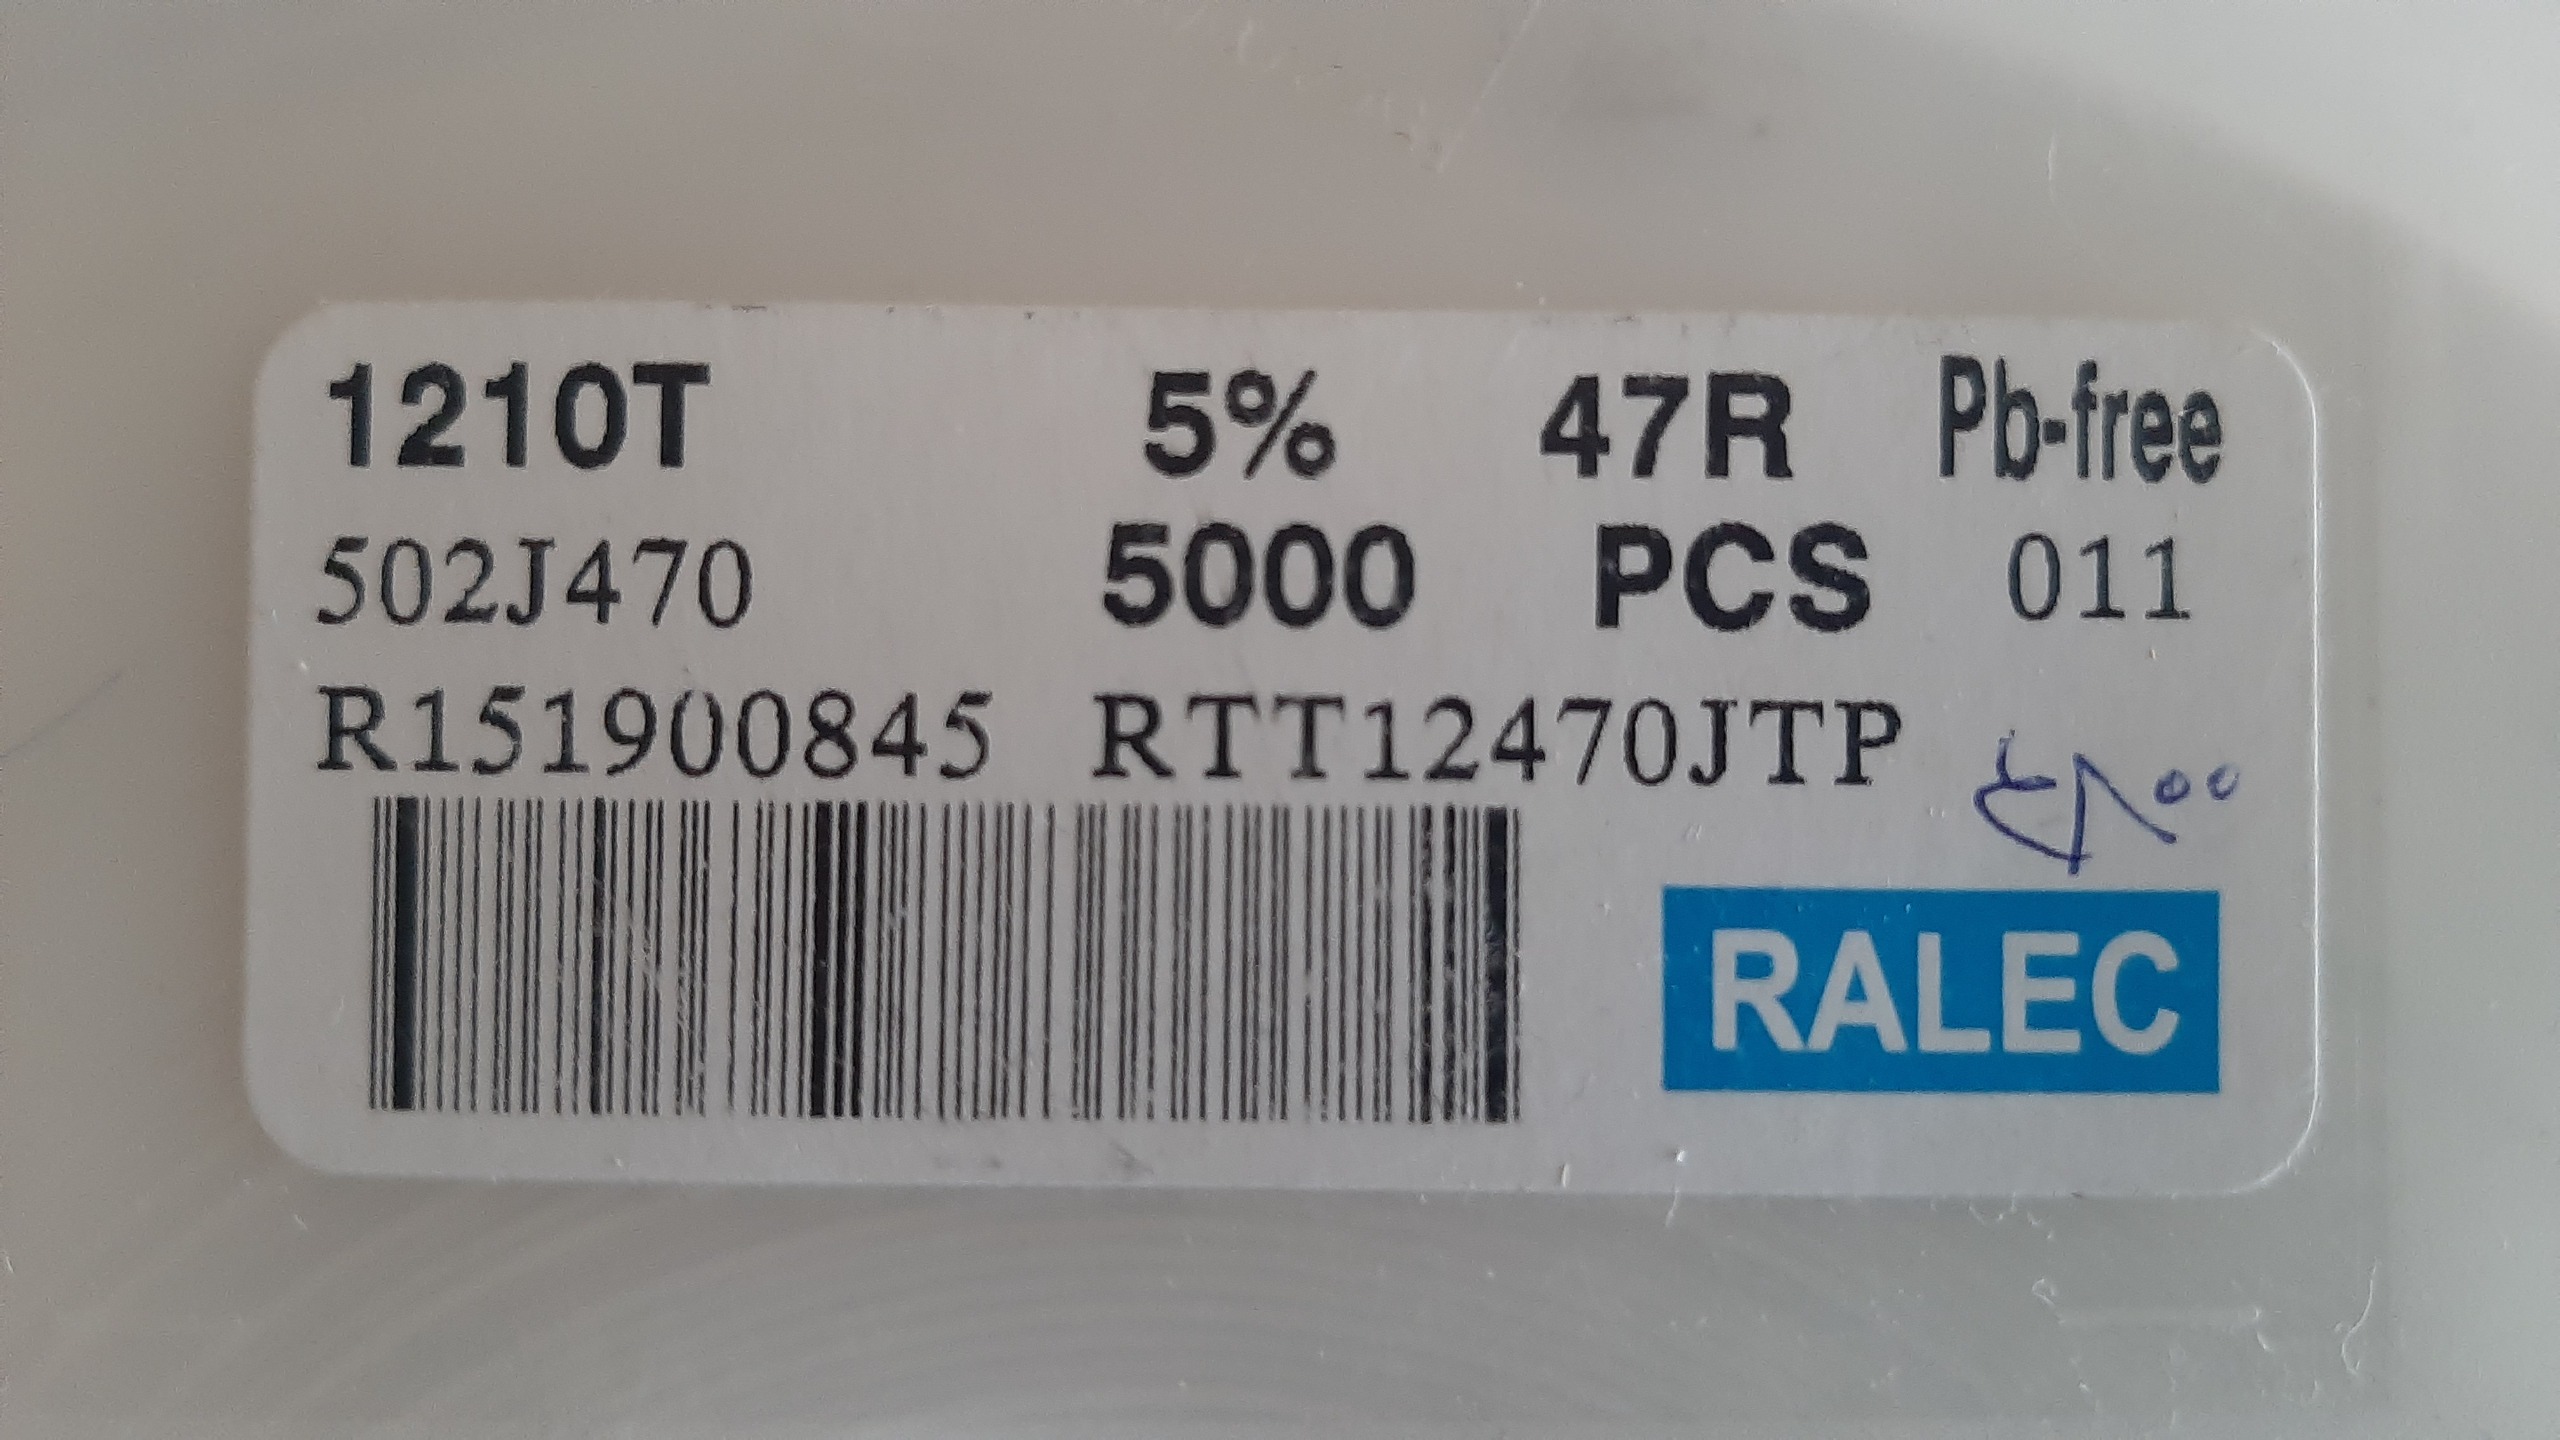 1210T 5% 47R Pb-free
502J470 5000 PCS 011
R151900845 RTT12470JTP
RALEC